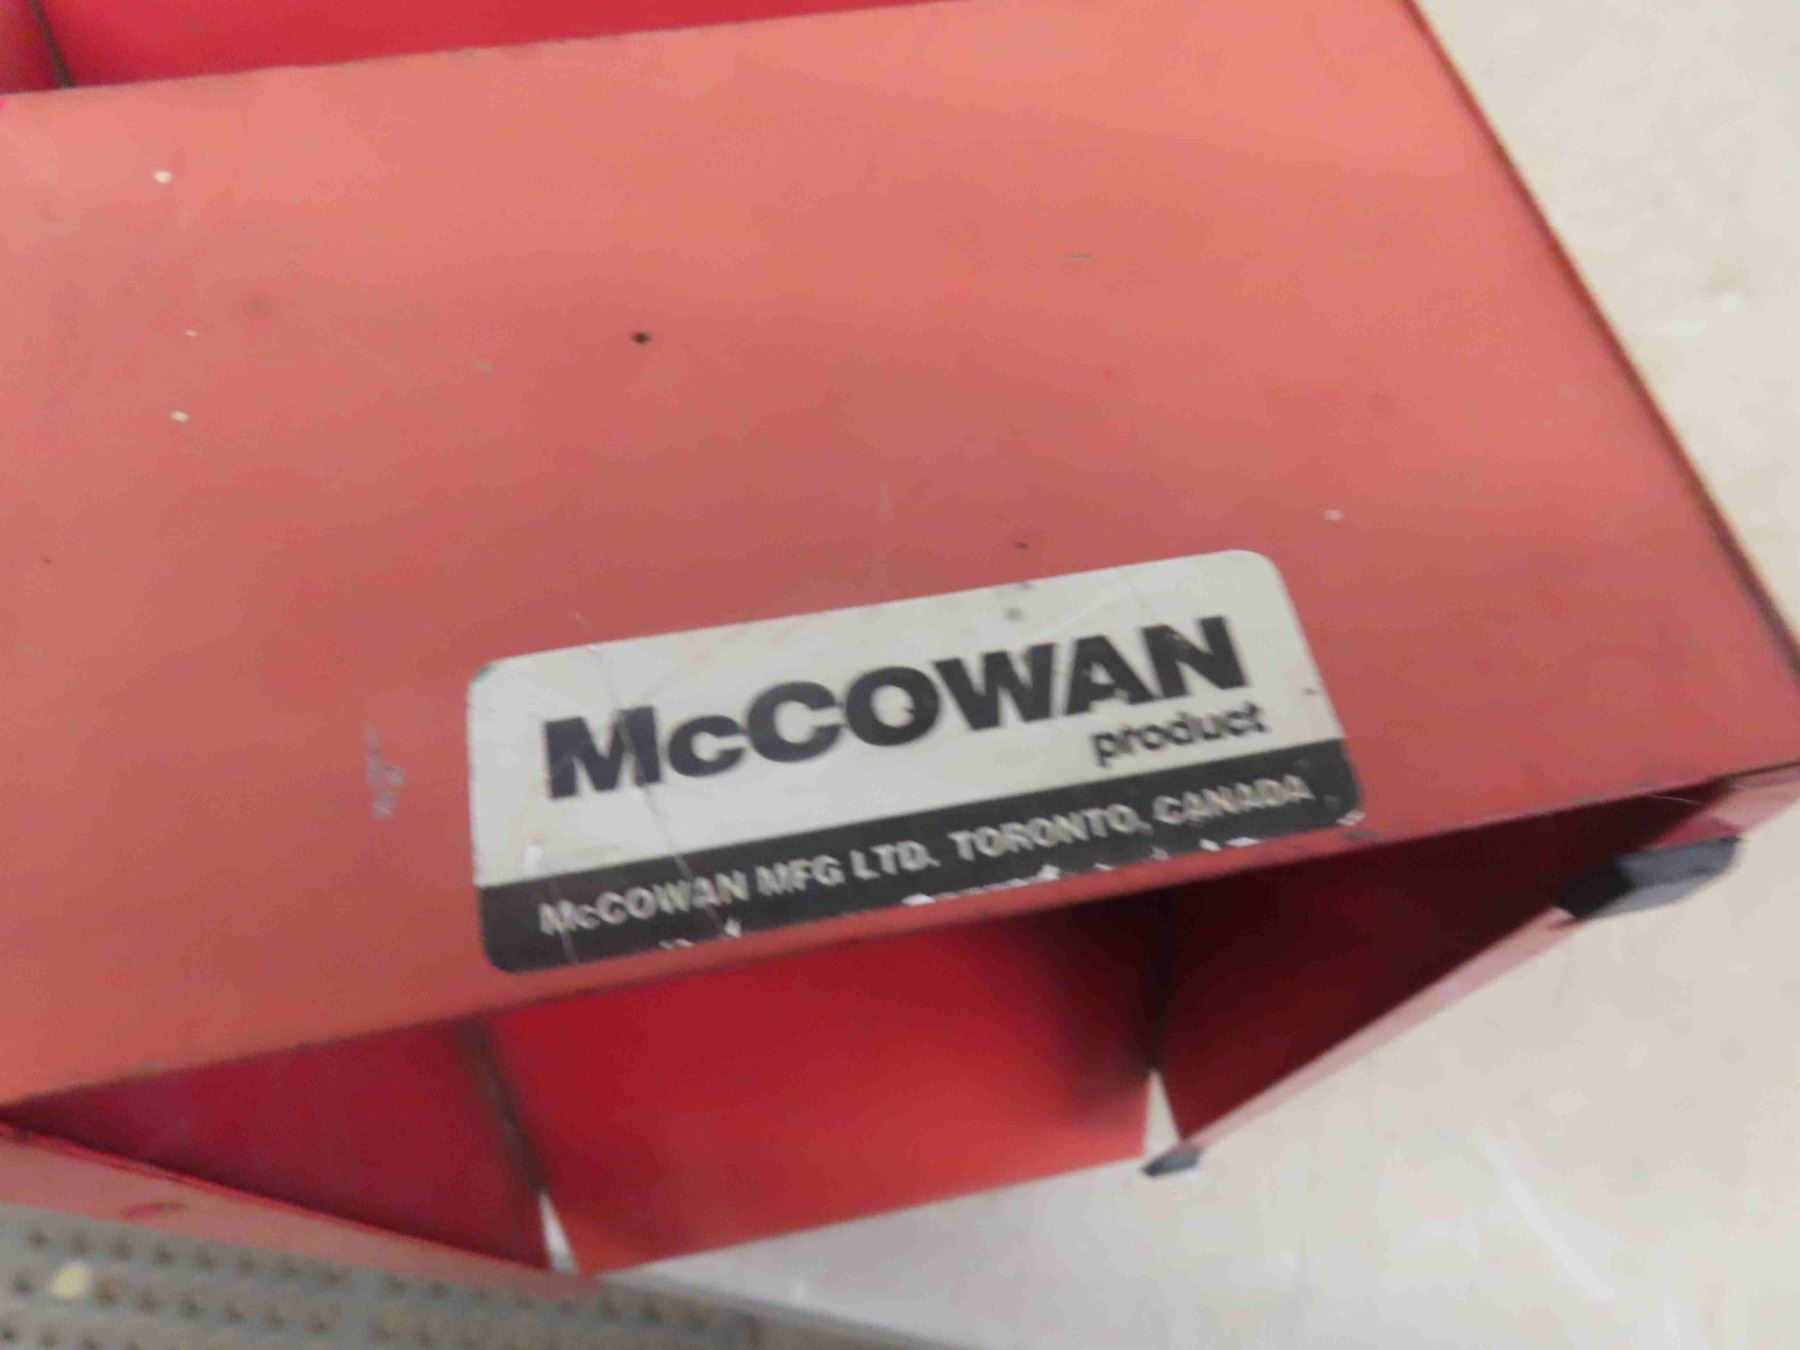 McCOWAN
product
McCOWAN MFG LTD. TORONTO, CANADA